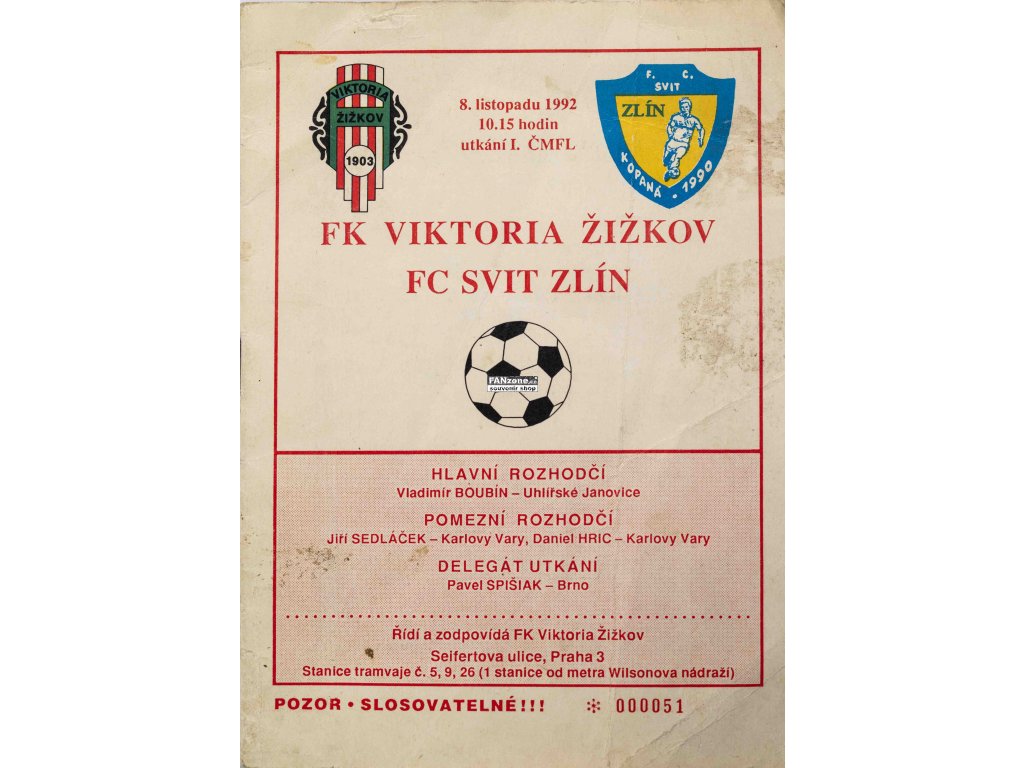 VIKTORIA
ŽIŽKOV
1903
8. listopadu 1992
10.15 hodin
utkání I. ČMFL
F. C.
SVIT
ZLÍN
KOPANÁ · 1990
FK VIKTORIA ŽIŽKOV
FC SVIT ZLÍN
FANzone.cz
souvenir shop
HLAVNÍ ROZHODČÍ
Vladimír BOUBÍN – Uhlířské Janovice
POMEZNÍ ROZHODČÍ
Jiří SEDLÁČEK – Karlovy Vary, Daniel HRIC – Karlovy Vary
DELEGÁT UTKÁNÍ
Pavel SPIŠIAK – Brno
Řídí a zodpovídá FK Viktoria Žižkov
Seifertova ulice, Praha 3
Stanice tramvaje č. 5, 9, 26 (1 stanice od metra Wilsonova nádraží)
POZOR • SLOSOVATELNÉ!!! ✻ 000051